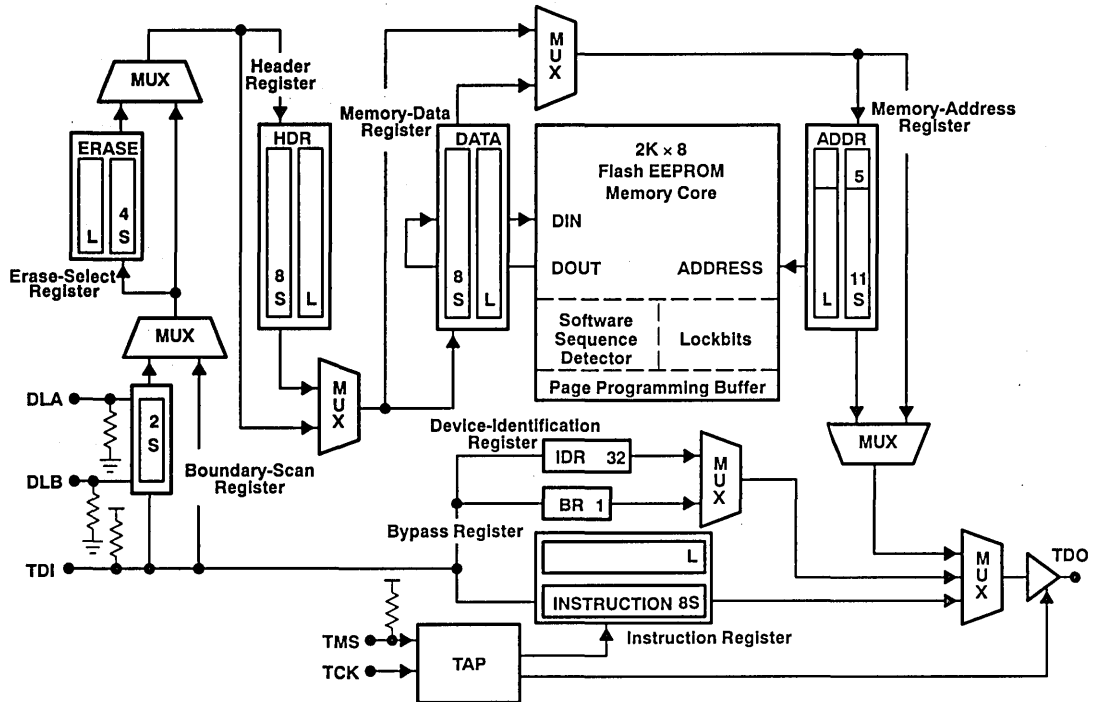 MUX
Header
Register
MUX
Memory-Data
Register
Memory-Address
Register
ERASE
L
4
S
HDR
8
S
L
DATA
8
S
L
2K × 8
Flash EEPROM
Memory Core
DIN
DOUT
ADDRESS
Software
Sequence
Detector
Lockbits
Page Programming Buffer
ADDR
5
L
11
S
Erase-Select
Register
MUX
MUX
DLA
2
S
DLB
Boundary-Scan
Register
Device-Identification
Register
IDR 32
MUX
MUX
BR 1
Bypass Register
TDI
L
INSTRUCTION 8S
Instruction Register
MUX
TDO
TMS
TCK
TAP